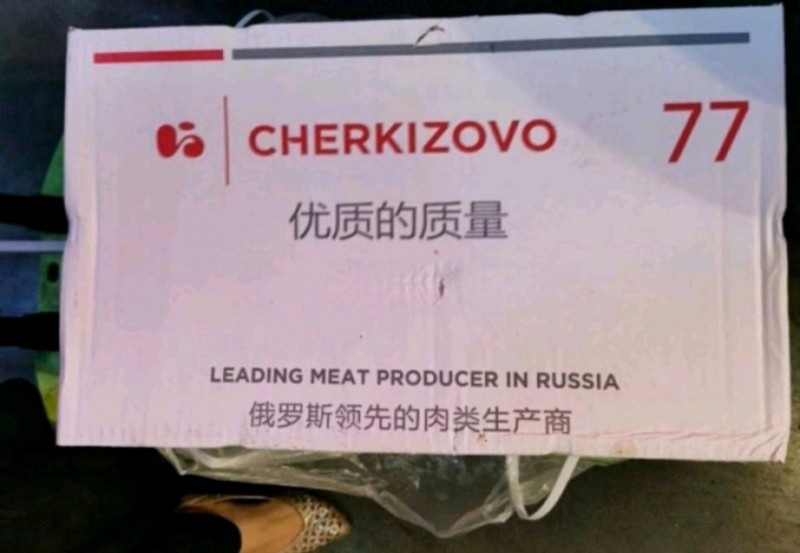 CHERKIZOVO
77
优质的质量
LEADING MEAT PRODUCER IN RUSSIA
俄罗斯领先的肉类生产商